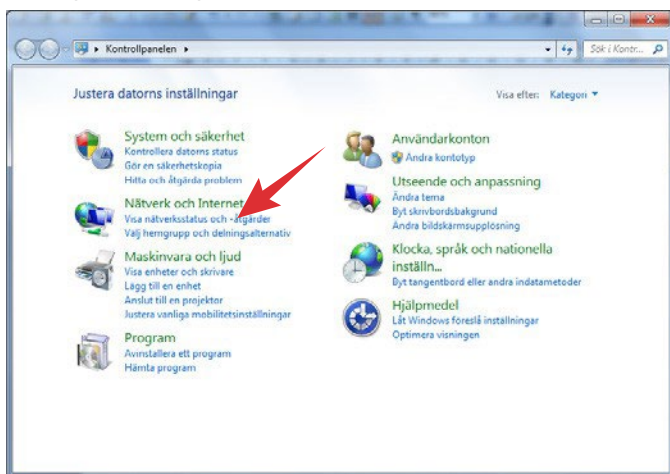 Kontrollpanelen
Sök i Kontr...
Justera datorns inställningar
Visa efter: Kategori
System och säkerhet
Kontrollera datorns status
Gör en säkerhetskopia
Hitta och åtgärda problem
Nätverk och Internet
Visa nätverksstatus och -åtgärder
Välj hemgrupp och delningsalternativ
Maskinvara och ljud
Visa enheter och skrivare
Lägg till en enhet
Anslut till en projektor
Justera vanliga mobilitetsinställningar
Program
Avinstallera ett program
Hämta program
Användarkonton
Ändra kontotyp
Utseende och anpassning
Ändra tema
Byt skrivbordsbakgrund
Ändra bildskärmsupplösning
Klocka, språk och nationella
inställn...
Byt tangentbord eller andra indatametoder
Hjälpmedel
Låt Windows föreslå inställningar
Optimera visningen